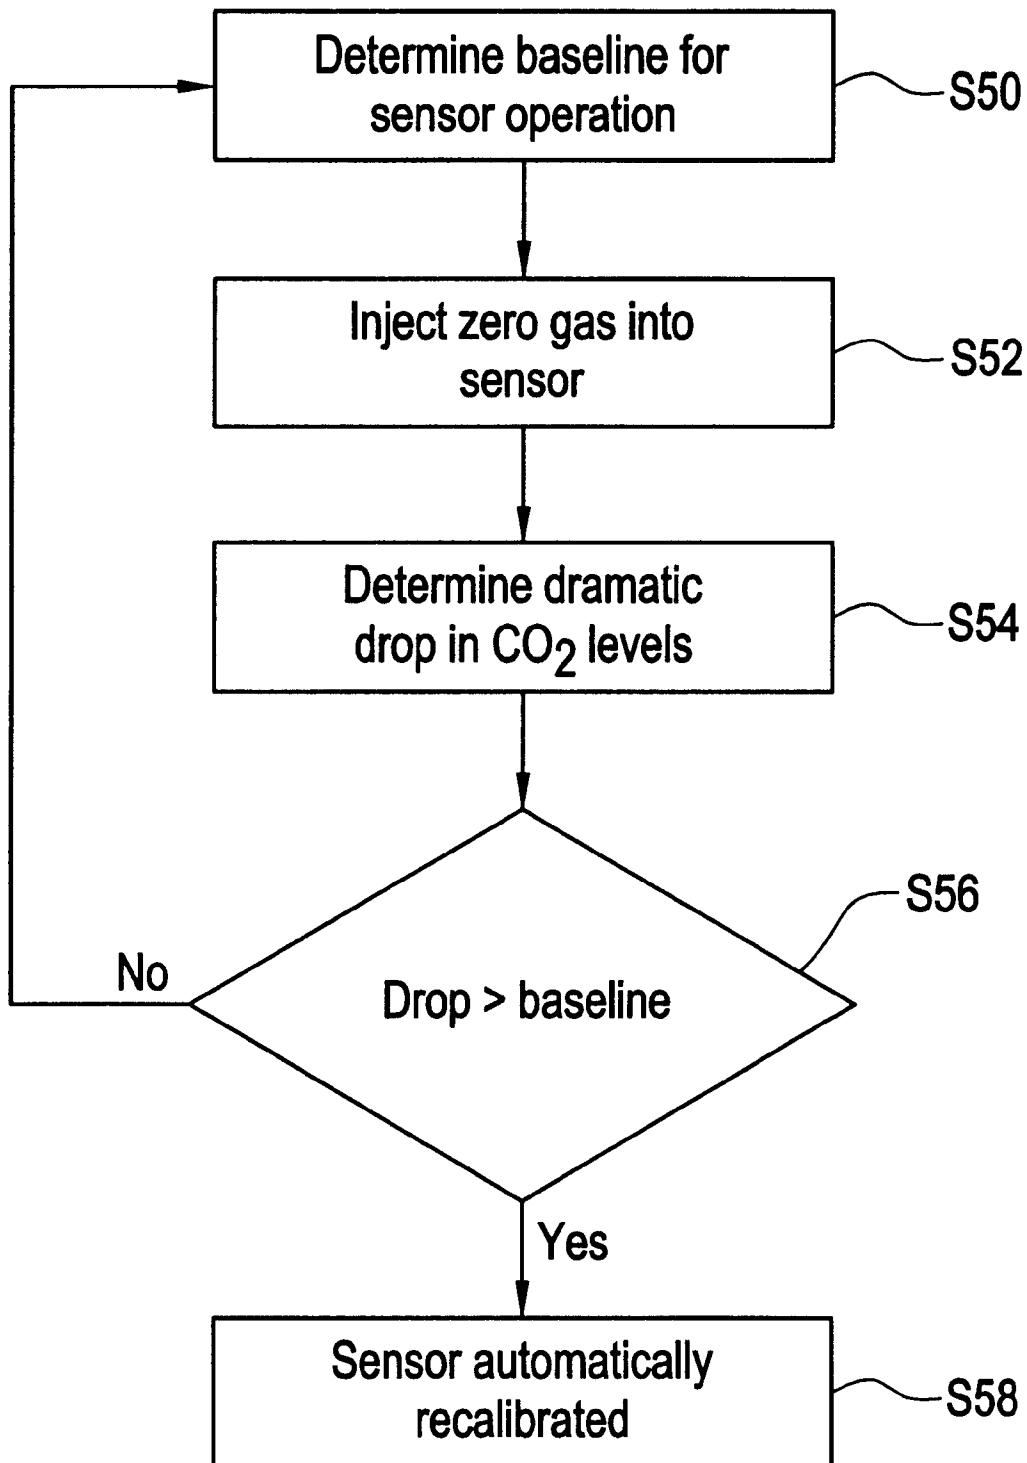 Determine baseline for
sensor operation
S50
Inject zero gas into
sensor
S52
Determine dramatic
drop in CO₂ levels
S54
S56
No
Drop > baseline
Yes
Sensor automatically
recalibrated
S58